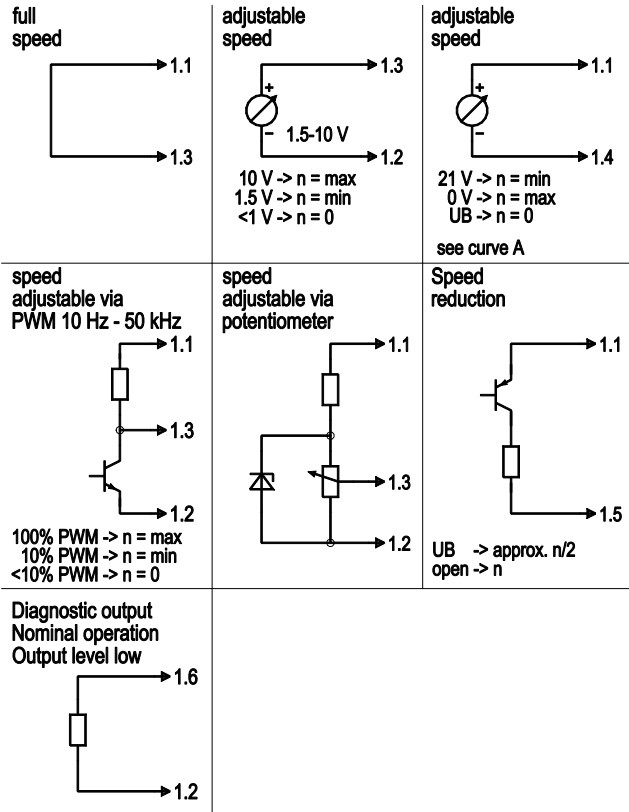 full
speed
1.1
1.3
adjustable
speed
1.3
+
−
1.5-10 V
1.2
10 V -> n = max
1.5 V -> n = min
<1 V -> n = 0
adjustable
speed
1.1
+
−
1.4
21 V -> n = min
0 V -> n = max
UB -> n = 0
see curve A
speed
adjustable via
PWM 10 Hz - 50 kHz
1.1
1.3
1.2
100% PWM -> n = max
10% PWM -> n = min
<10% PWM -> n = 0
speed
adjustable via
potentiometer
1.1
1.3
1.2
Speed
reduction
1.1
1.5
UB -> approx. n/2
open -> n
Diagnostic output
Nominal operation
Output level low
1.6
1.2